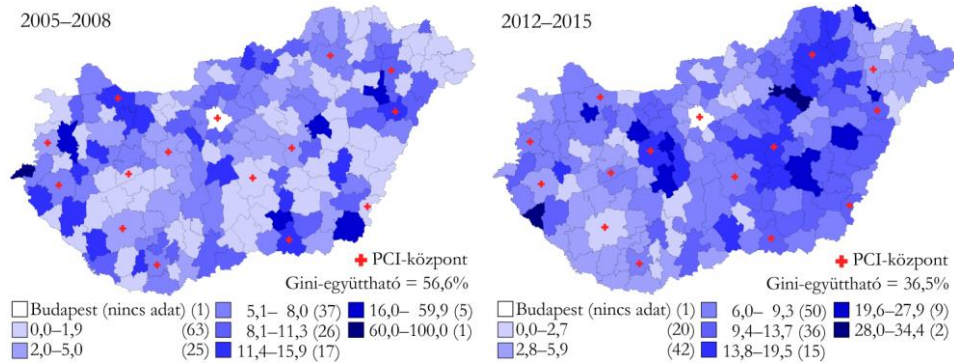 2005–2008
PCI-központ
Gini-együttható = 56,6%
Budapest (nincs adat) (1)
0,0–1,9 (63)
2,0–5,0 (25)
5,1– 8,0 (37)
8,1–11,3 (26)
11,4–15,9 (17)
16,0– 59,9 (5)
60,0–100,0 (1)
2012–2015
PCI-központ
Gini-együttható = 36,5%
Budapest (nincs adat) (1)
0,0–2,7 (20)
2,8–5,9 (42)
6,0– 9,3 (50)
9,4–13,7 (36)
13,8–19,5 (15)
19,6–27,9 (9)
28,0–34,4 (2)